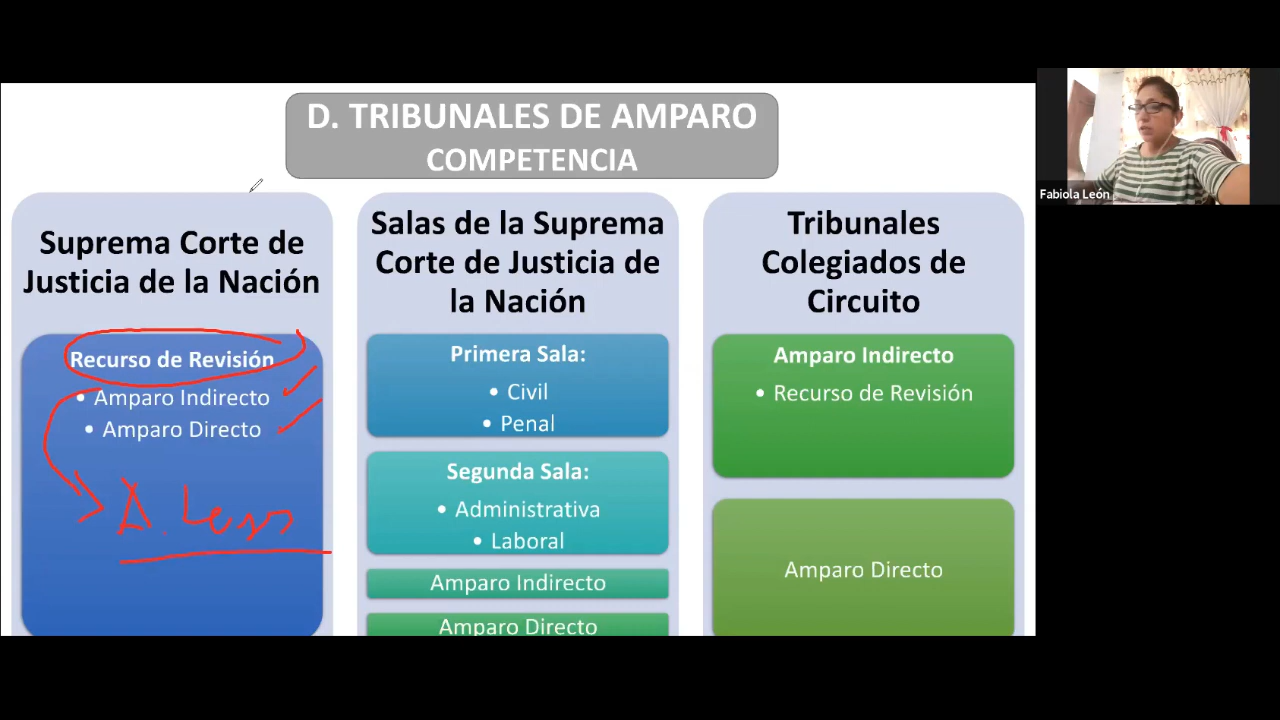 D. TRIBUNALES DE AMPARO
COMPETENCIA
Fabiola León
Suprema Corte de
Justicia de la Nación
Recurso de Revisión
• Amparo Indirecto
• Amparo Directo
Salas de la Suprema
Corte de Justicia de
la Nación
Primera Sala:
• Civil
• Penal
Segunda Sala:
• Administrativa
• Laboral
Amparo Indirecto
Amparo Directo
Tribunales
Colegiados de
Circuito
Amparo Indirecto
• Recurso de Revisión
Amparo Directo